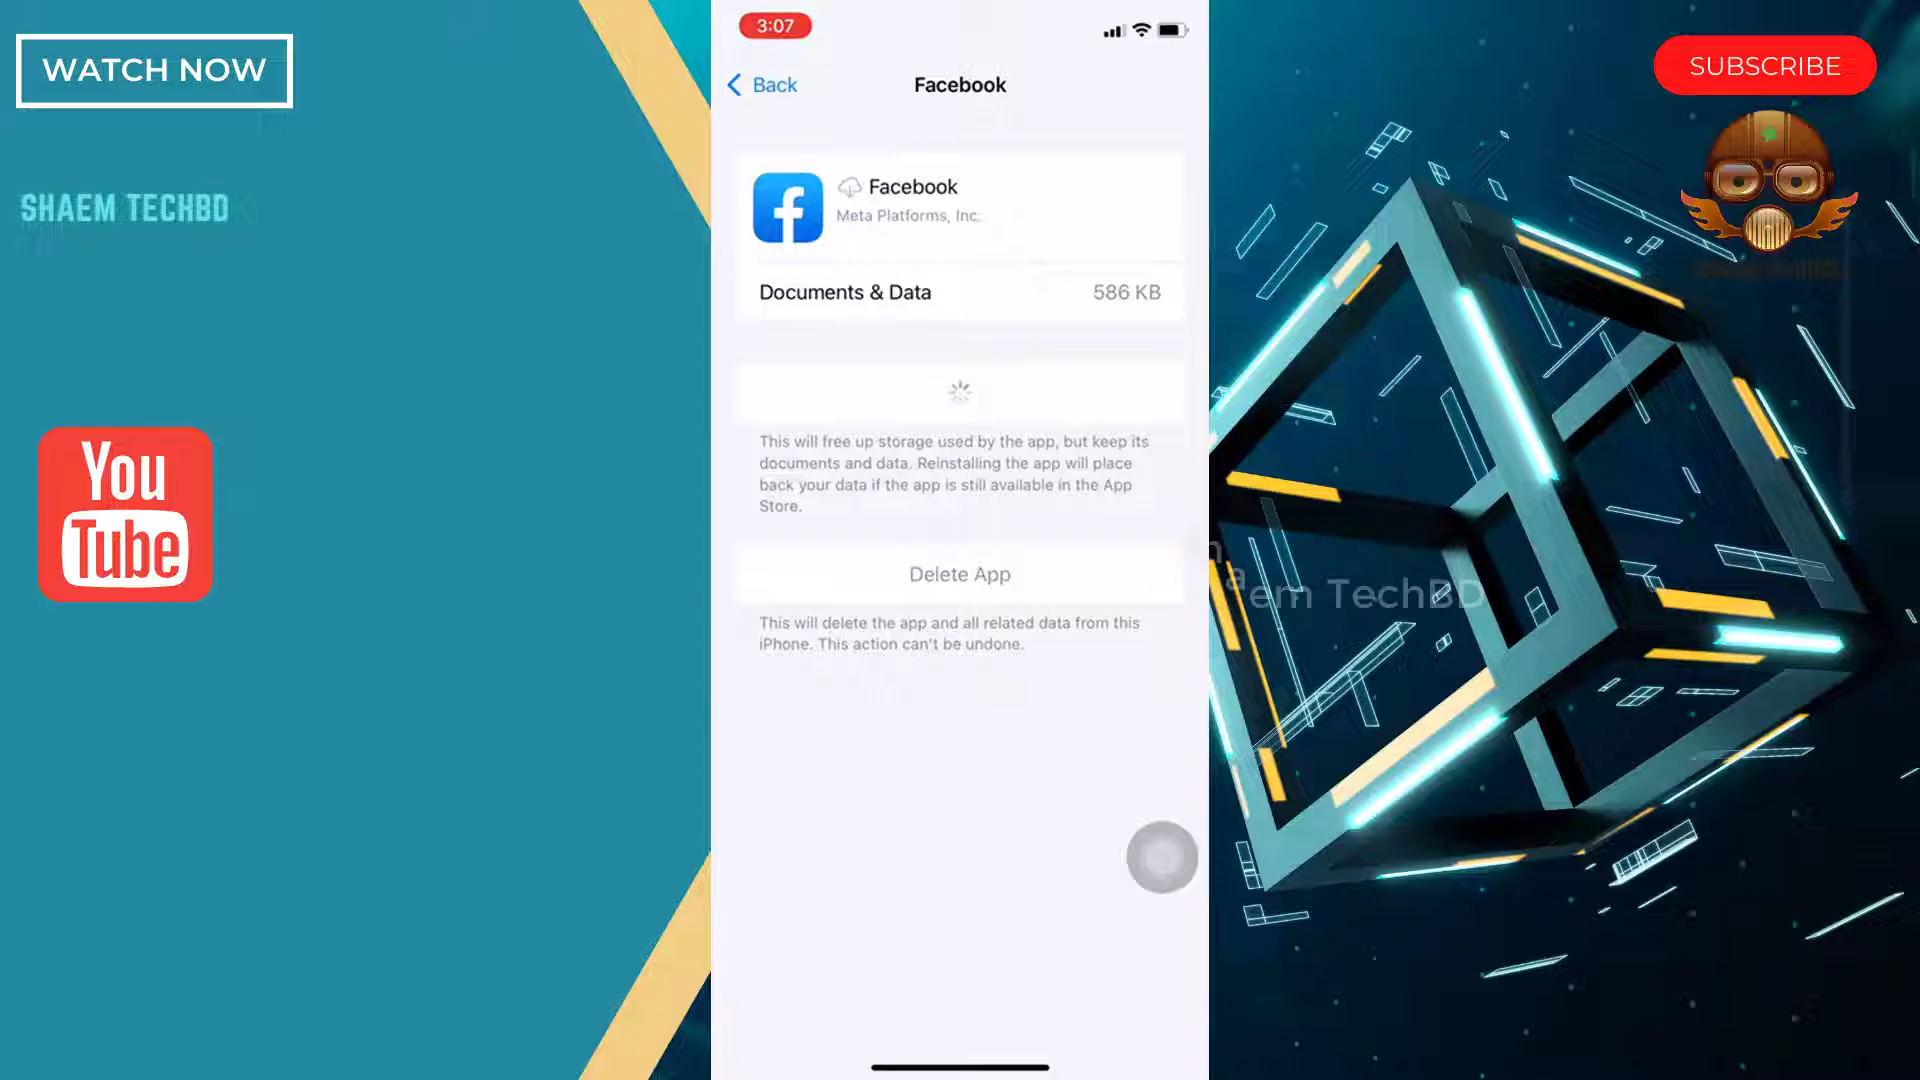 WATCH NOW
SHAEM TECHBD
You
Tube
3:07
Back
Facebook
Facebook
Meta Platforms, Inc.
Documents & Data
586 KB
This will free up storage used by the app, but keep its
documents and data. Reinstalling the app will place
back your data if the app is still available in the App
Store.
Delete App
This will delete the app and all related data from this
iPhone. This action can't be undone.
SUBSCRIBE
aem TechBD